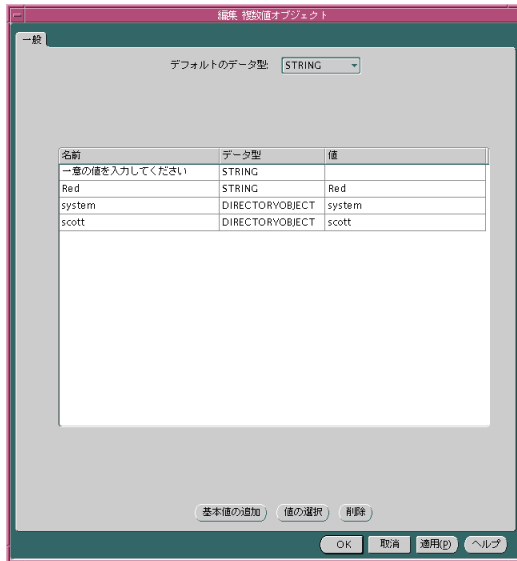 編集 複数値オブジェクト
一般
デフォルトのデータ型: STRING
名前 データ型 値
一意の値を入力してください STRING
Red STRING Red
system DIRECTORYOBJECT system
scott DIRECTORYOBJECT scott
基本値の追加 値の選択 削除
OK 取消 適用(P) ヘルプ